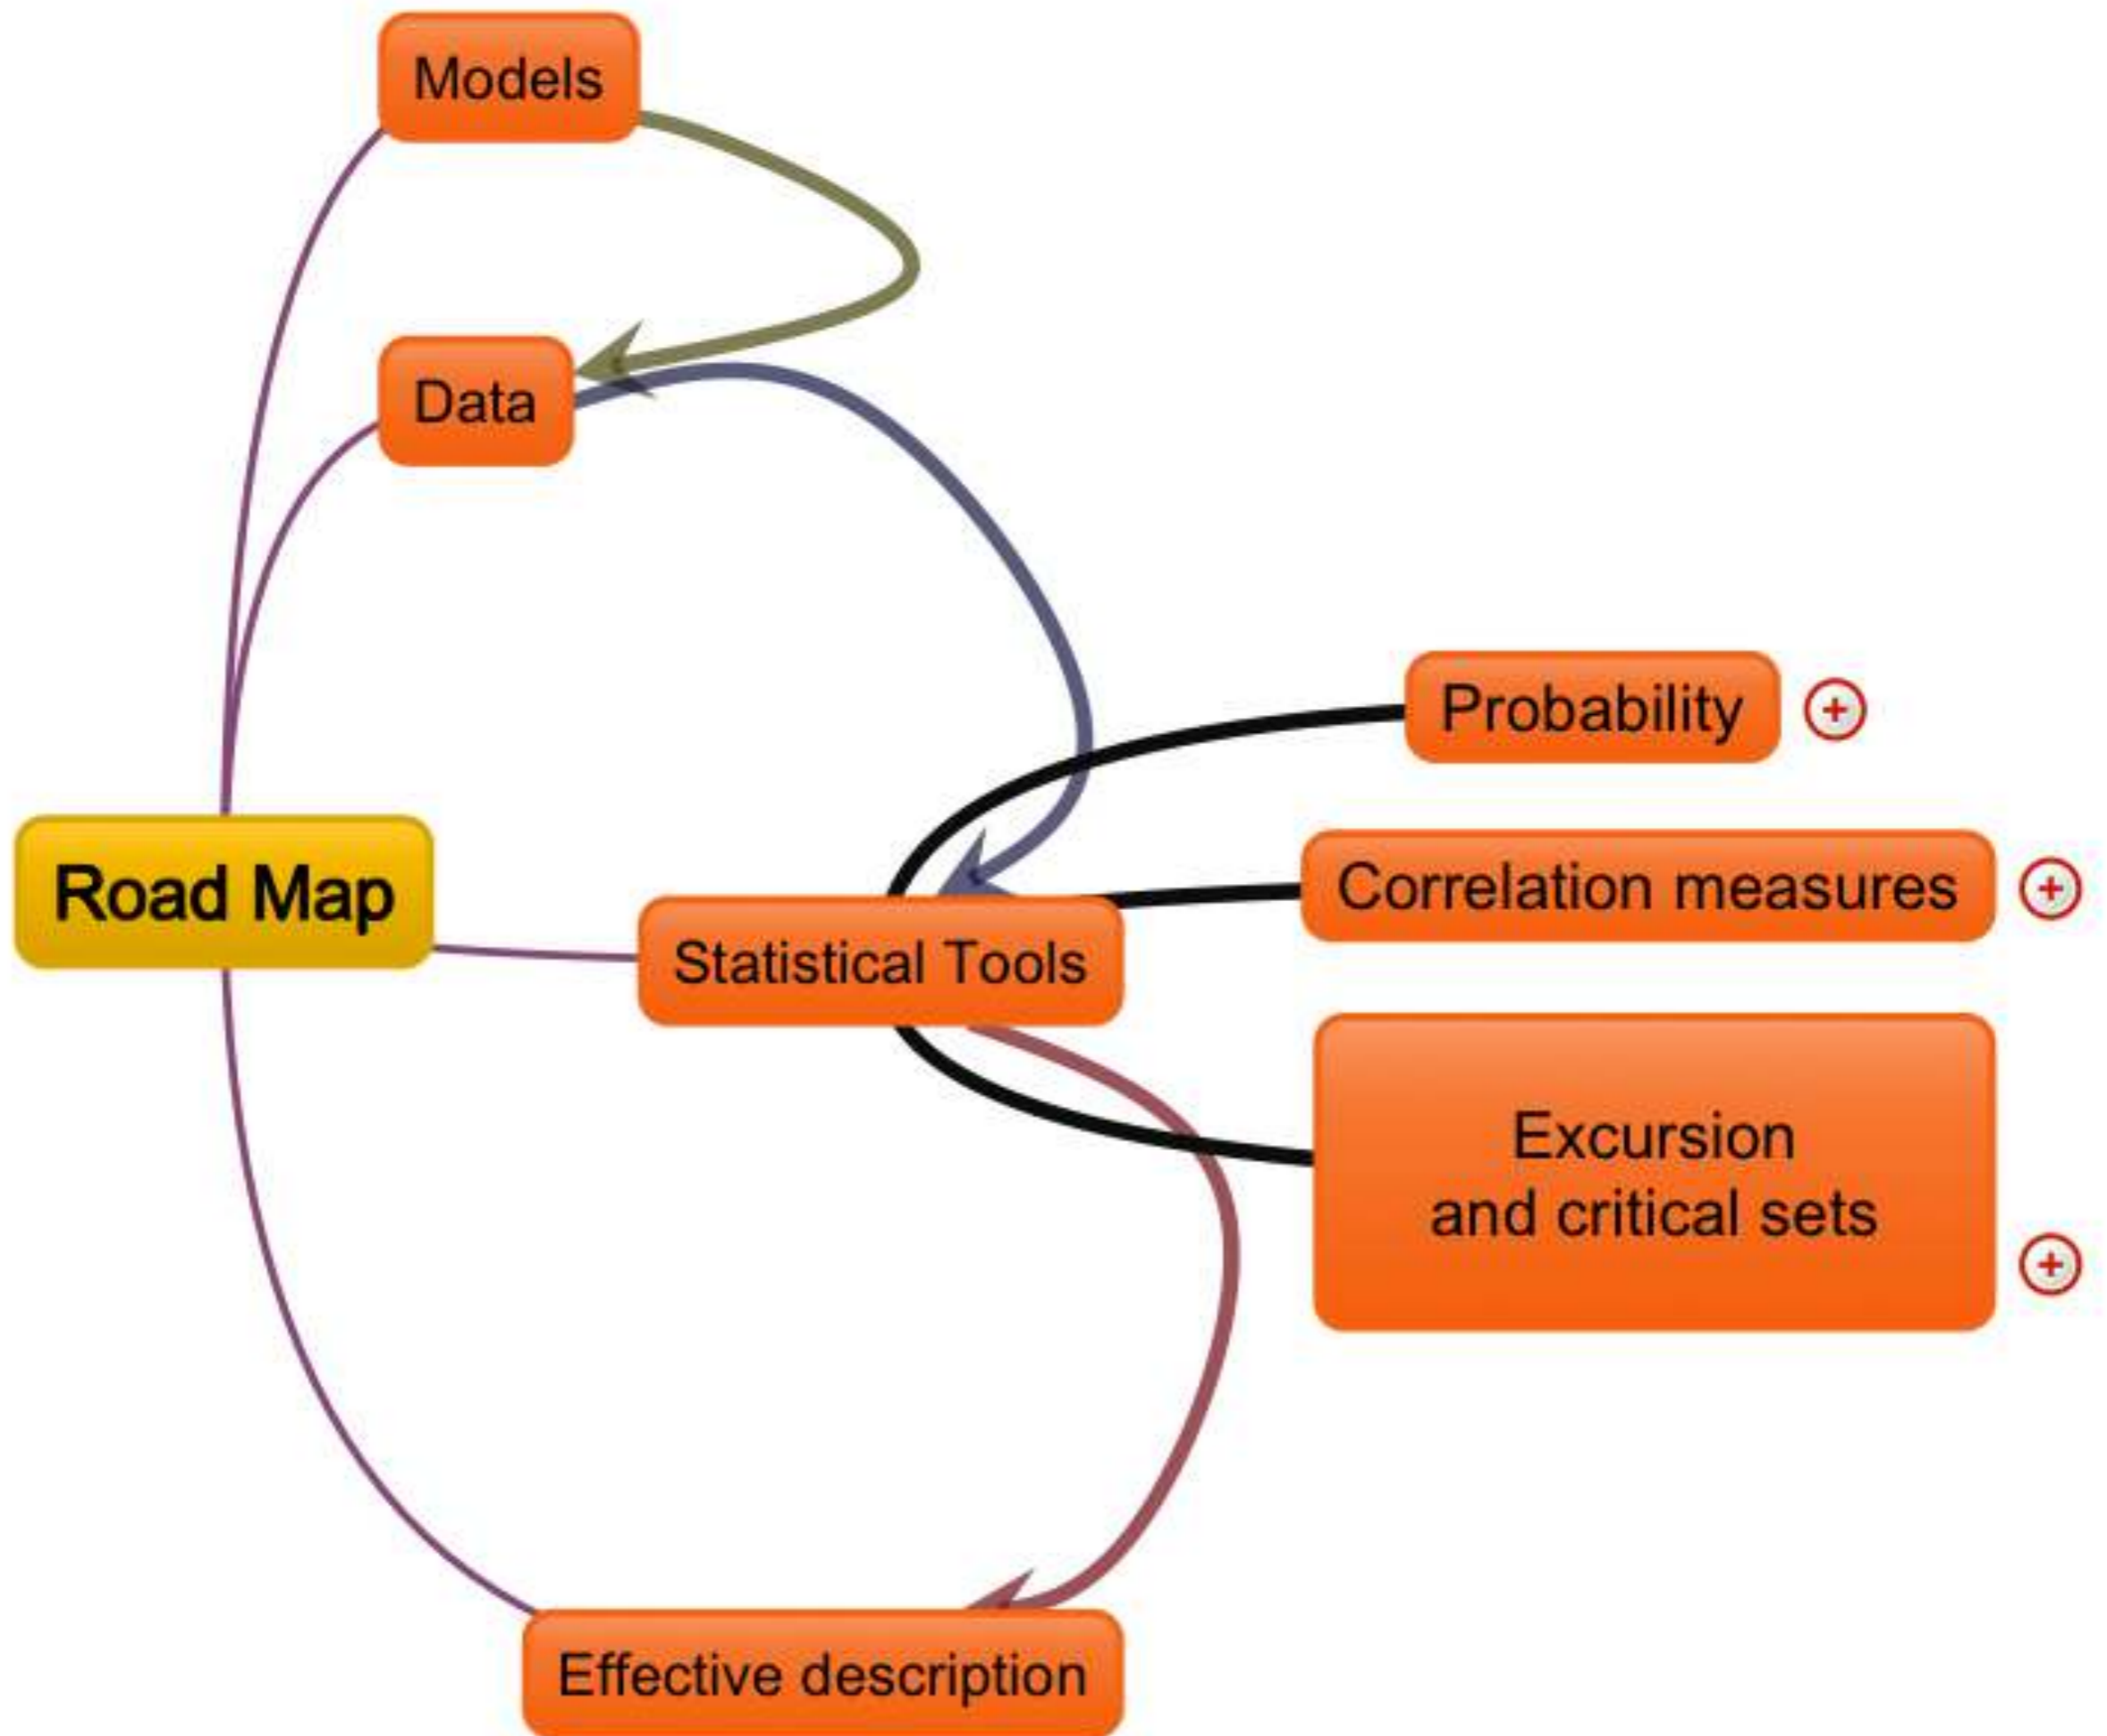 Models
Data
Road Map
Statistical Tools
Probability
Correlation measures
Excursion
and critical sets
Effective description